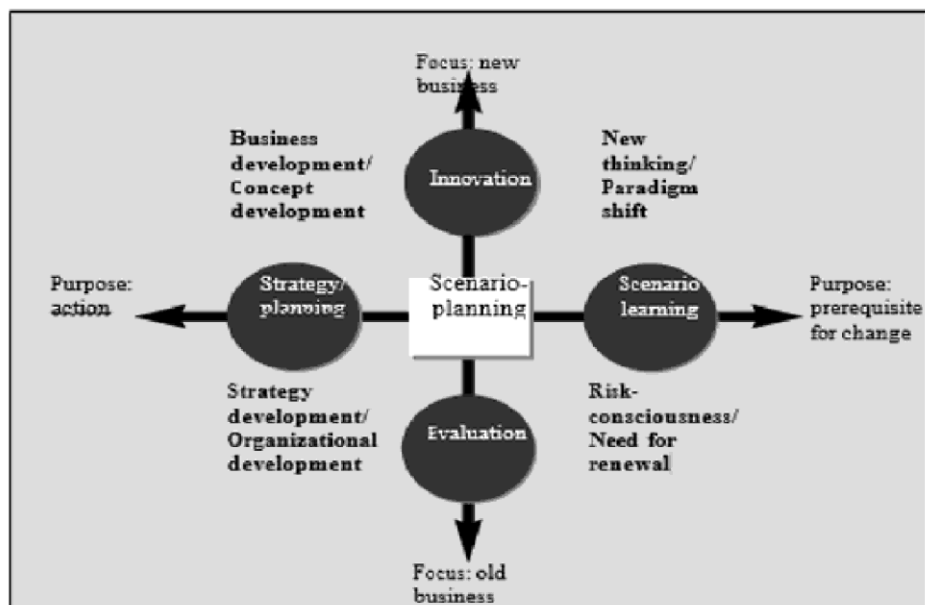 Focus: new
business
Business
development/
Concept
development
Innovation
New
thinking/
Paradigm
shift
Purpose:
action
Strategy/
planning
Scenario-
planning
Scenario
learning
Purpose:
prerequisite
for change
Strategy
development/
Organizational
development
Evaluation
Risk-
consciousness/
Need for
renewal
Focus: old
business